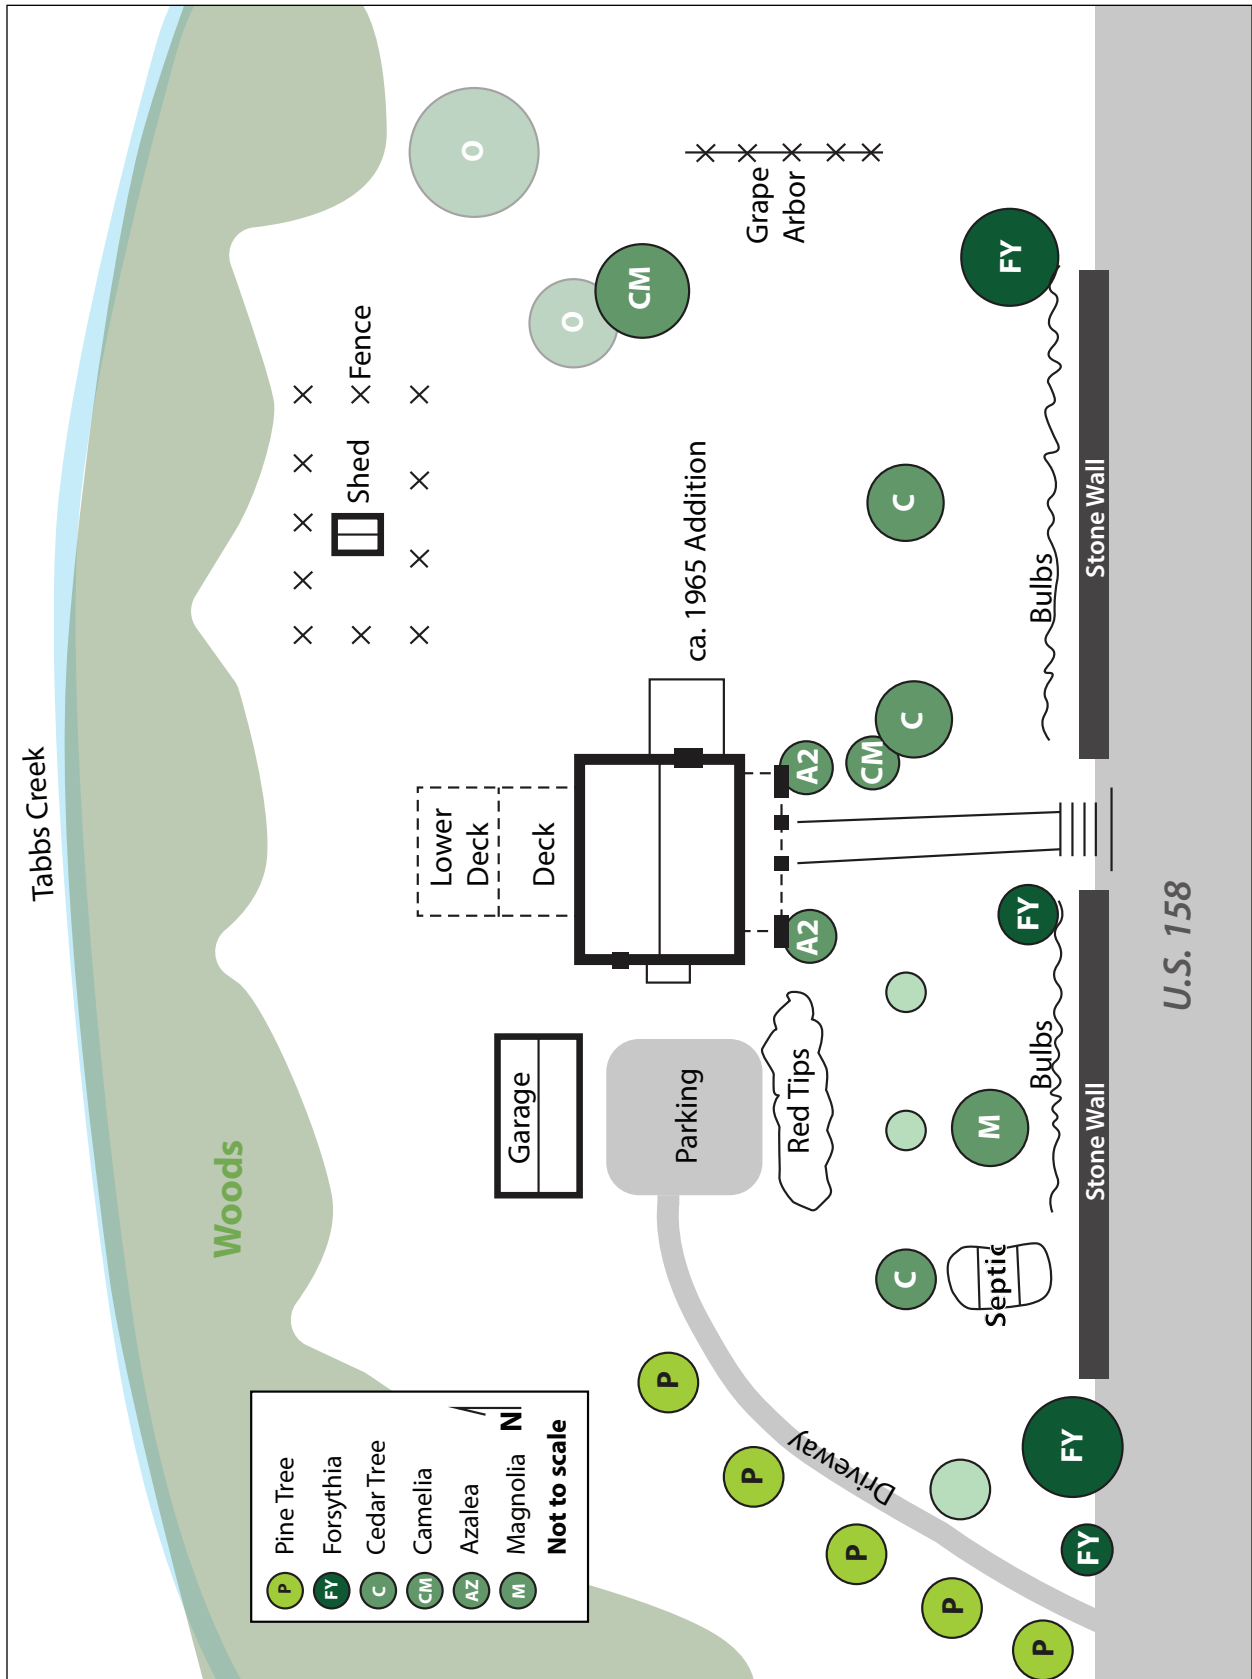 Tabbs Creek
Woods
P Pine Tree
FY Forsythia
C Cedar Tree
CM Camelia
AZ Azalea
M Magnolia
N
Not to scale
Shed
Fence
Lower
Deck
Deck
O
O
CM
Garage
Parking
ca. 1965 Addition
Grape
Arbor
P
P
P
P
P
Driveway
Red Tips
A2
A2
CM
C
C
C
M
Septic
FY
FY
FY
FY
Bulbs
Bulbs
Stone Wall
Stone Wall
U.S. 158